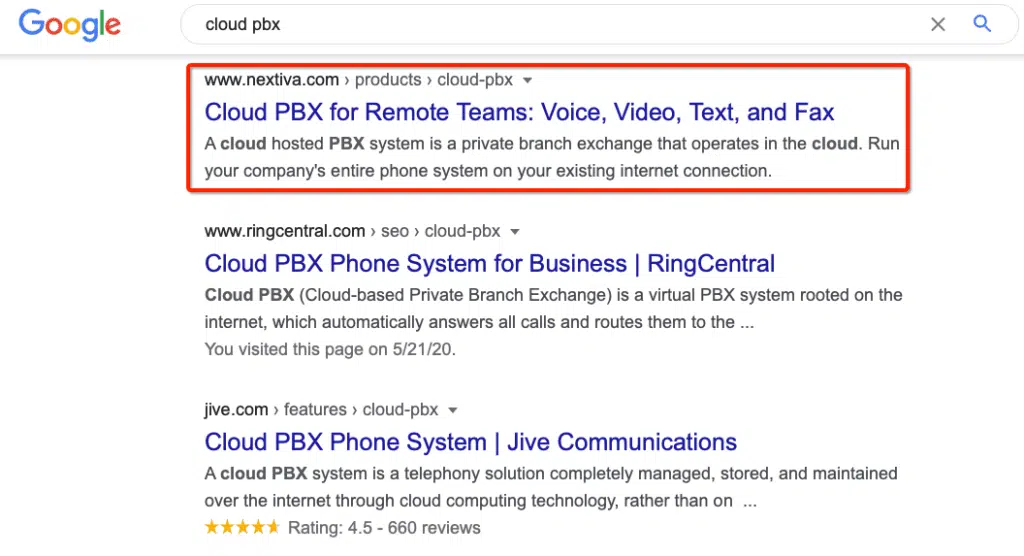 Google
cloud pbx
www.nextiva.com › products › cloud-pbx
Cloud PBX for Remote Teams: Voice, Video, Text, and Fax
A cloud hosted PBX system is a private branch exchange that operates in the cloud. Run
your company's entire phone system on your existing internet connection.
www.ringcentral.com › seo › cloud-pbx
Cloud PBX Phone System for Business | RingCentral
Cloud PBX (Cloud-based Private Branch Exchange) is a virtual PBX system rooted on the
internet, which automatically answers all calls and routes them to the ...
You visited this page on 5/21/20.
jive.com › features › cloud-pbx
Cloud PBX Phone System | Jive Communications
A cloud PBX system is a telephony solution completely managed, stored, and maintained
over the internet through cloud computing technology, rather than on ...
Rating: 4.5 - 660 reviews